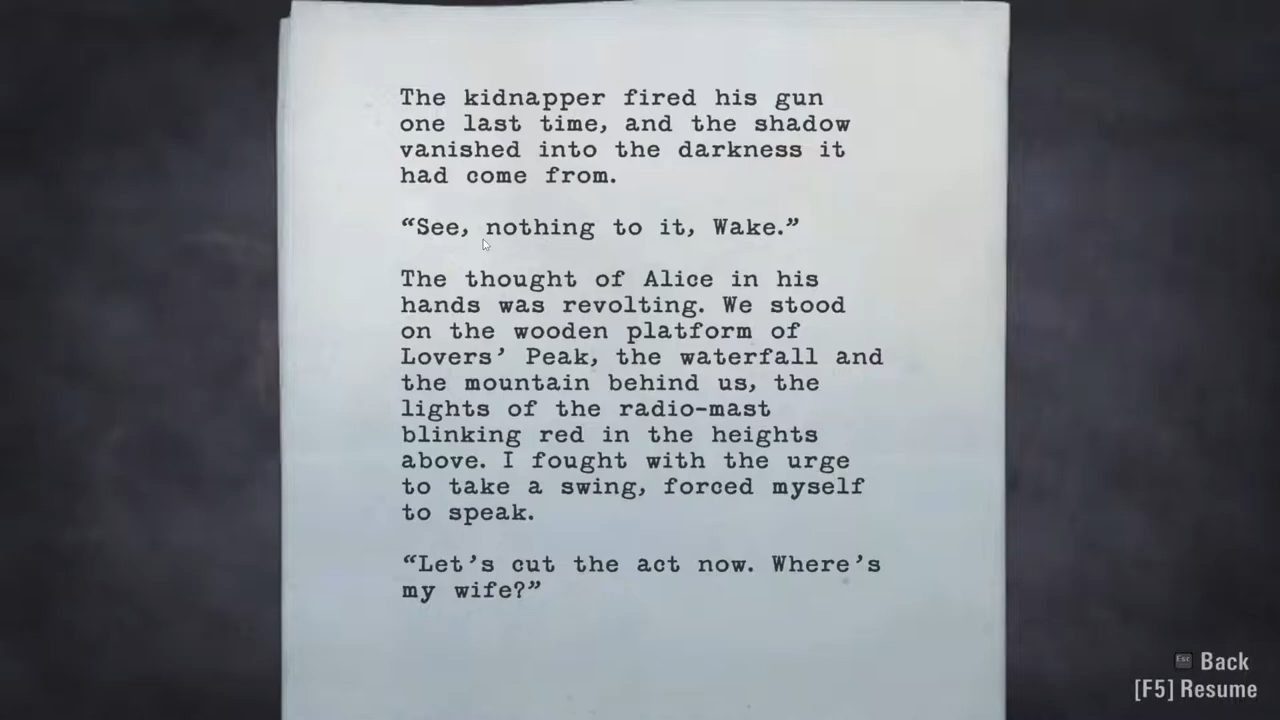 The kidnapper fired his gun
one last time, and the shadow
vanished into the darkness it
had come from.
“See, nothing to it, Wake.”
The thought of Alice in his
hands was revolting. We stood
on the wooden platform of
Lovers’ Peak, the waterfall and
the mountain behind us, the
lights of the radio-mast
blinking red in the heights
above. I fought with the urge
to take a swing, forced myself
to speak.
“Let’s cut the act now. Where’s
my wife?”
Esc Back
[F5] Resume